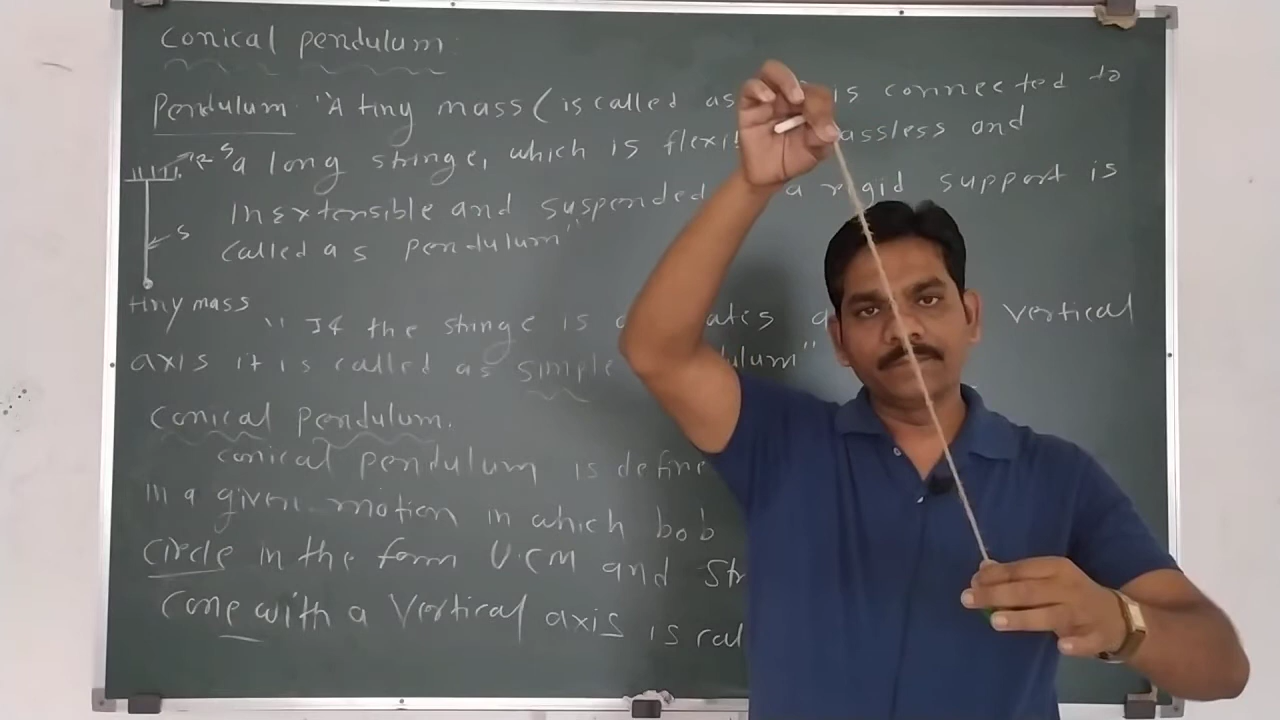 Conical pendulum
Pendulum "A tiny mass ( is called as is connected to
RS
a long stringe, which is flexi assless and
Inextensible and suspended a rigid support is
S
called as pendulum"
tiny mass
" If the stringe is vertical
axis it is called as simple dulum"
Conical pendulum.
conical pendulum is define
in a given motion in which bob
circle in the form U.C.M and str
cone with a vertical axis is cal